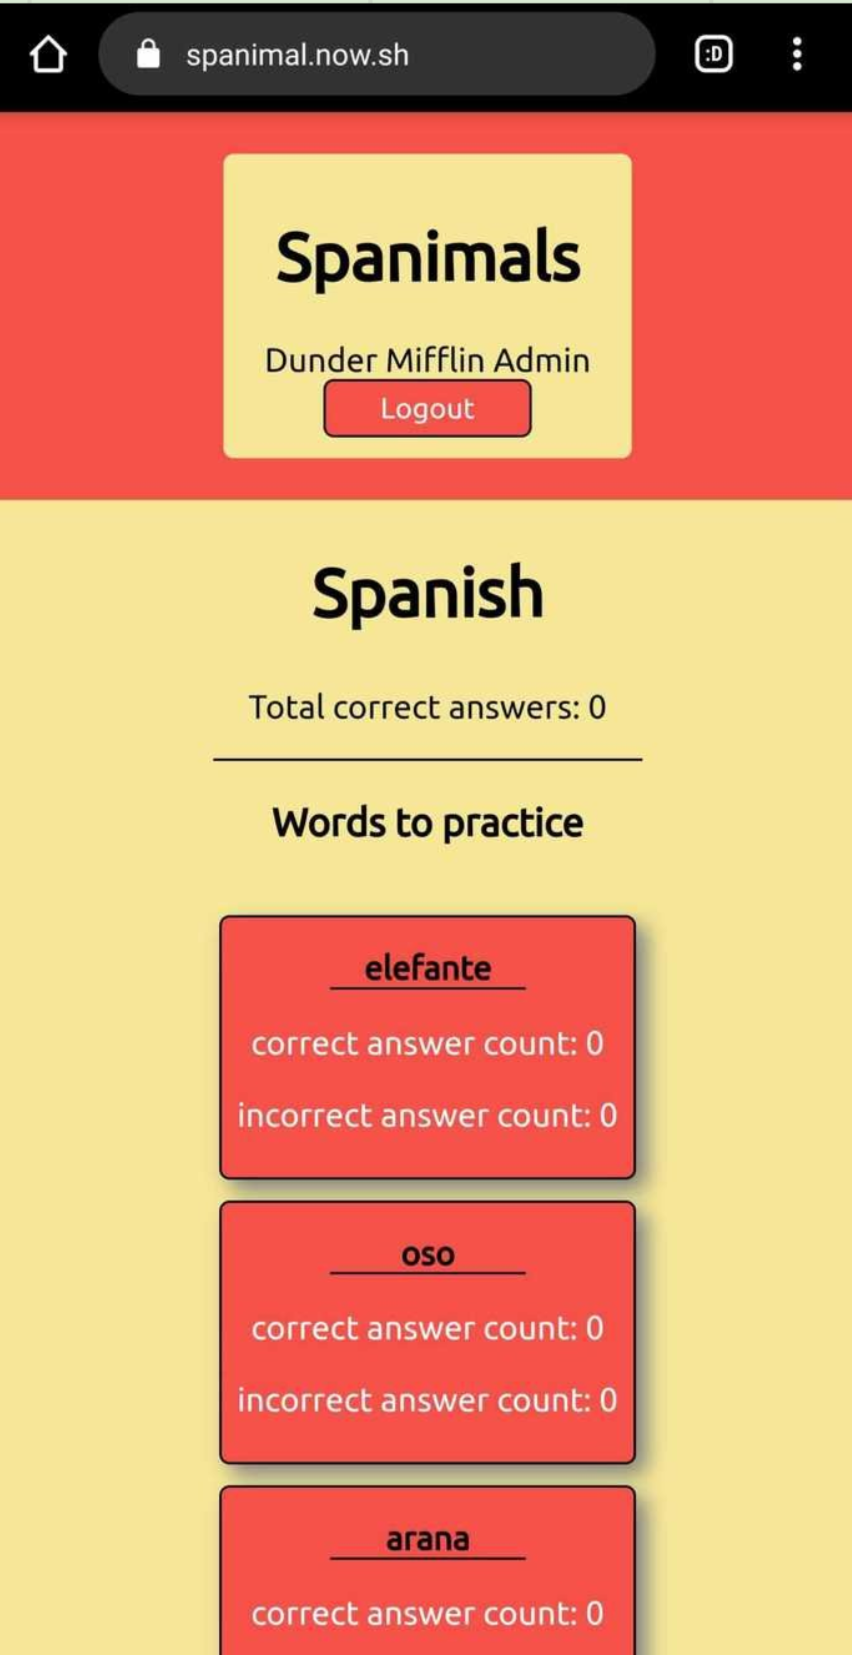 spanimal.now.sh
:D
Spanimals
Dunder Mifflin Admin
Logout
Spanish
Total correct answers: 0
Words to practice
elefante
correct answer count: 0
incorrect answer count: 0
oso
correct answer count: 0
incorrect answer count: 0
arana
correct answer count: 0